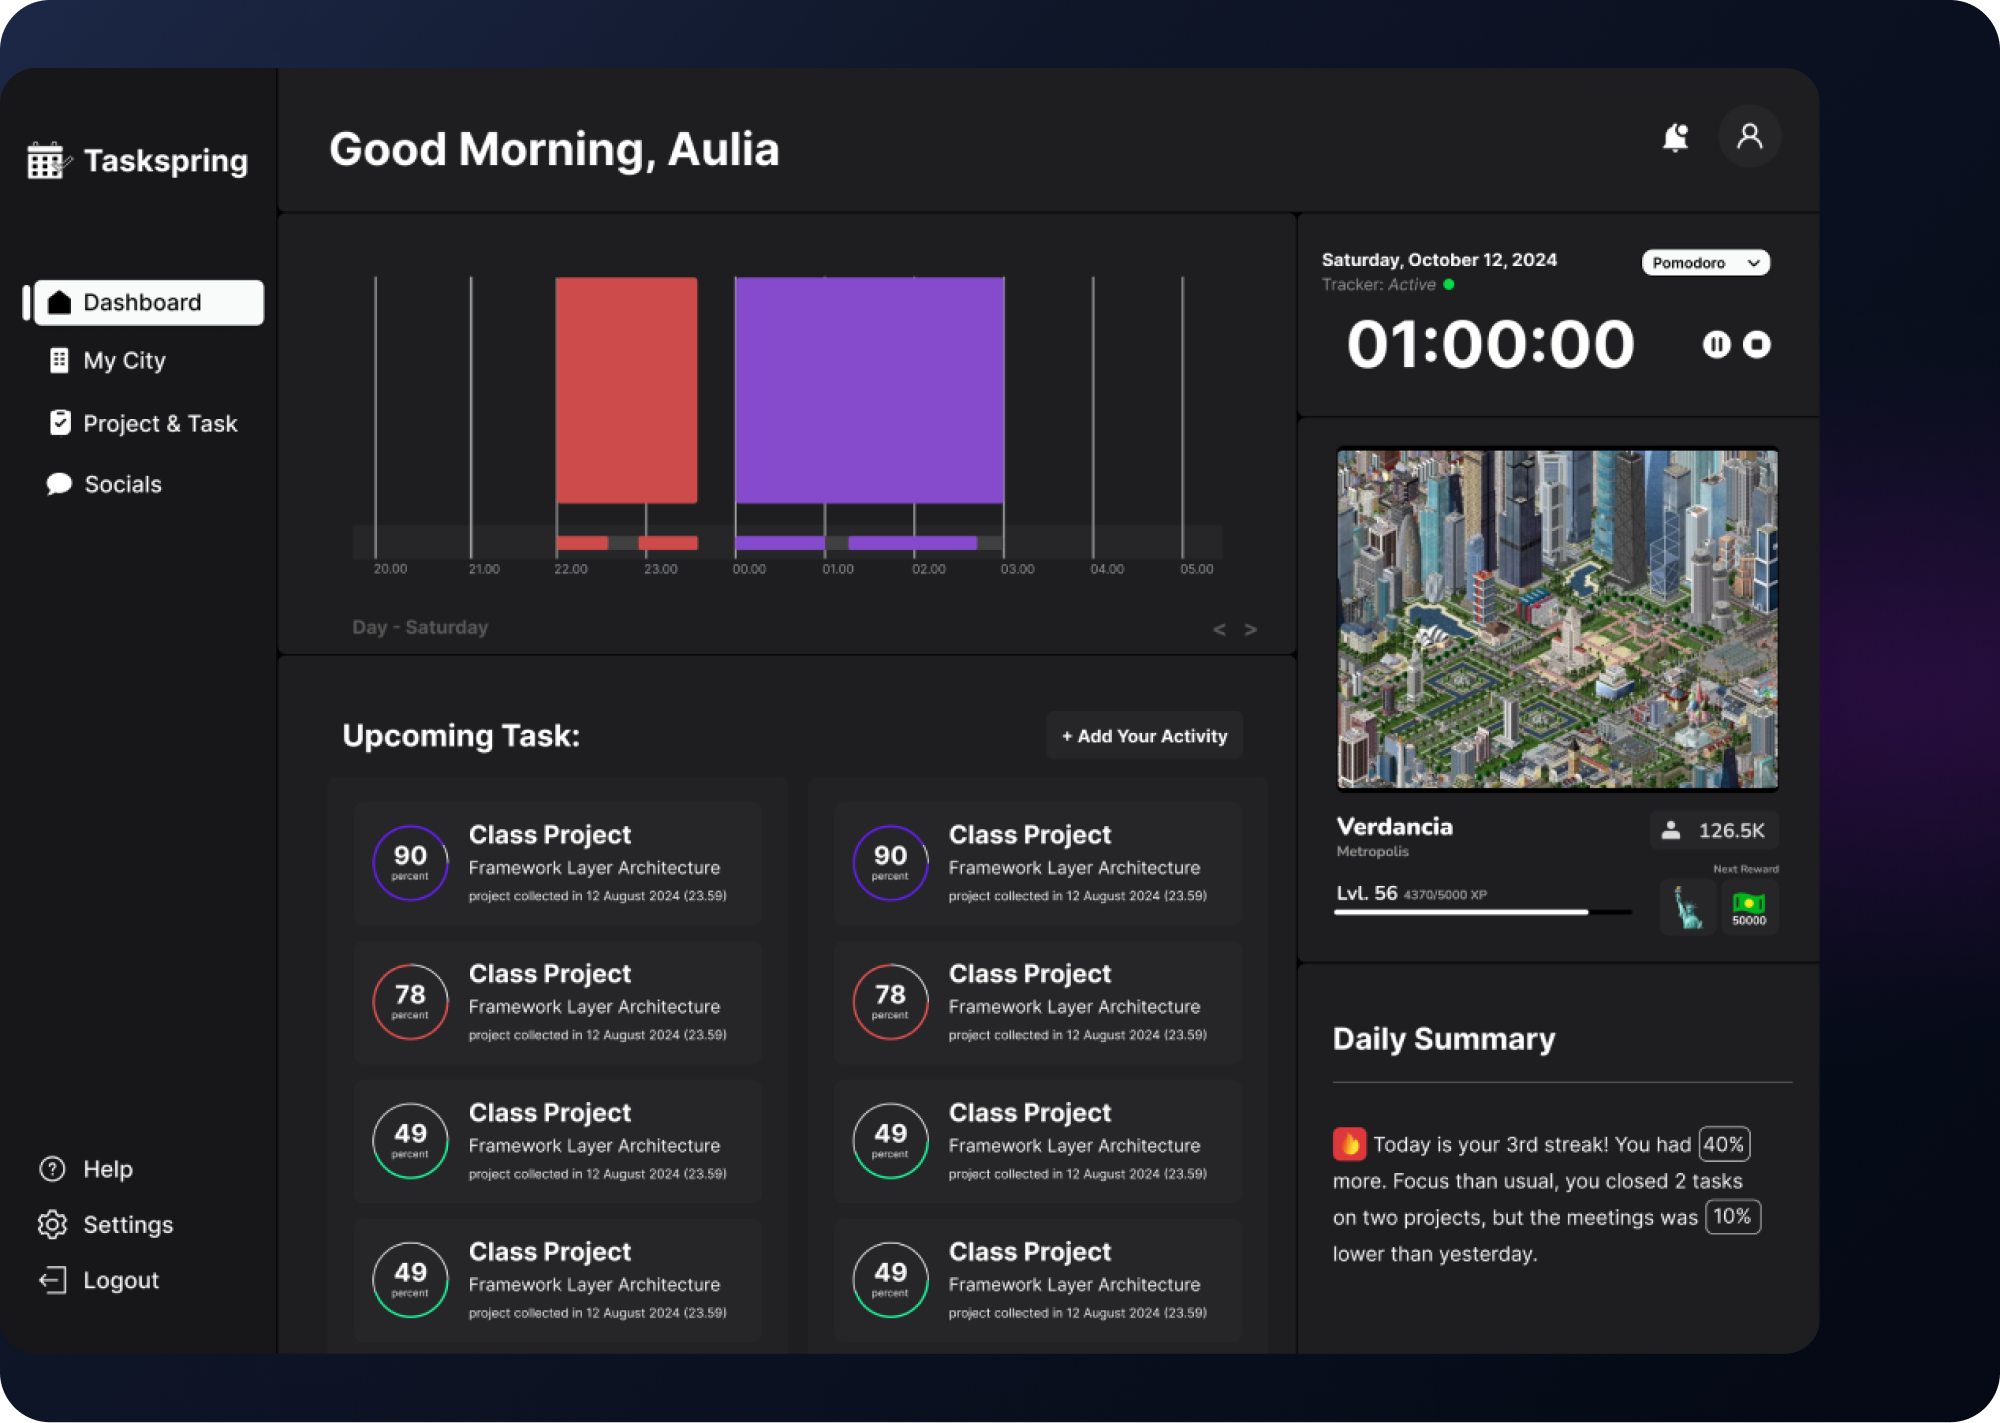 Taskspring
Dashboard
My City
Project & Task
Socials
Help
Settings
Logout
Good Morning, Aulia
20.00 21.00 22.00 23.00 00.00 01.00 02.00 03.00 04.00 05.00
Day - Saturday
< >
Upcoming Task:
+ Add Your Activity
90
percent
Class Project
Framework Layer Architecture
project collected in 12 August 2024 (23.59)
78
percent
Class Project
Framework Layer Architecture
project collected in 12 August 2024 (23.59)
49
percent
Class Project
Framework Layer Architecture
project collected in 12 August 2024 (23.59)
49
percent
Class Project
Framework Layer Architecture
project collected in 12 August 2024 (23.59)
90
percent
Class Project
Framework Layer Architecture
project collected in 12 August 2024 (23.59)
78
percent
Class Project
Framework Layer Architecture
project collected in 12 August 2024 (23.59)
49
percent
Class Project
Framework Layer Architecture
project collected in 12 August 2024 (23.59)
49
percent
Class Project
Framework Layer Architecture
project collected in 12 August 2024 (23.59)
Saturday, October 12, 2024
Tracker: Active
Pomodoro
01:00:00
Verdancia
Metropolis
126.5K
Next Reward
Lvl. 56 4370/5000 XP
50000
Daily Summary
Today is your 3rd streak! You had 40%
more. Focus than usual, you closed 2 tasks
on two projects, but the meetings was 10%
lower than yesterday.